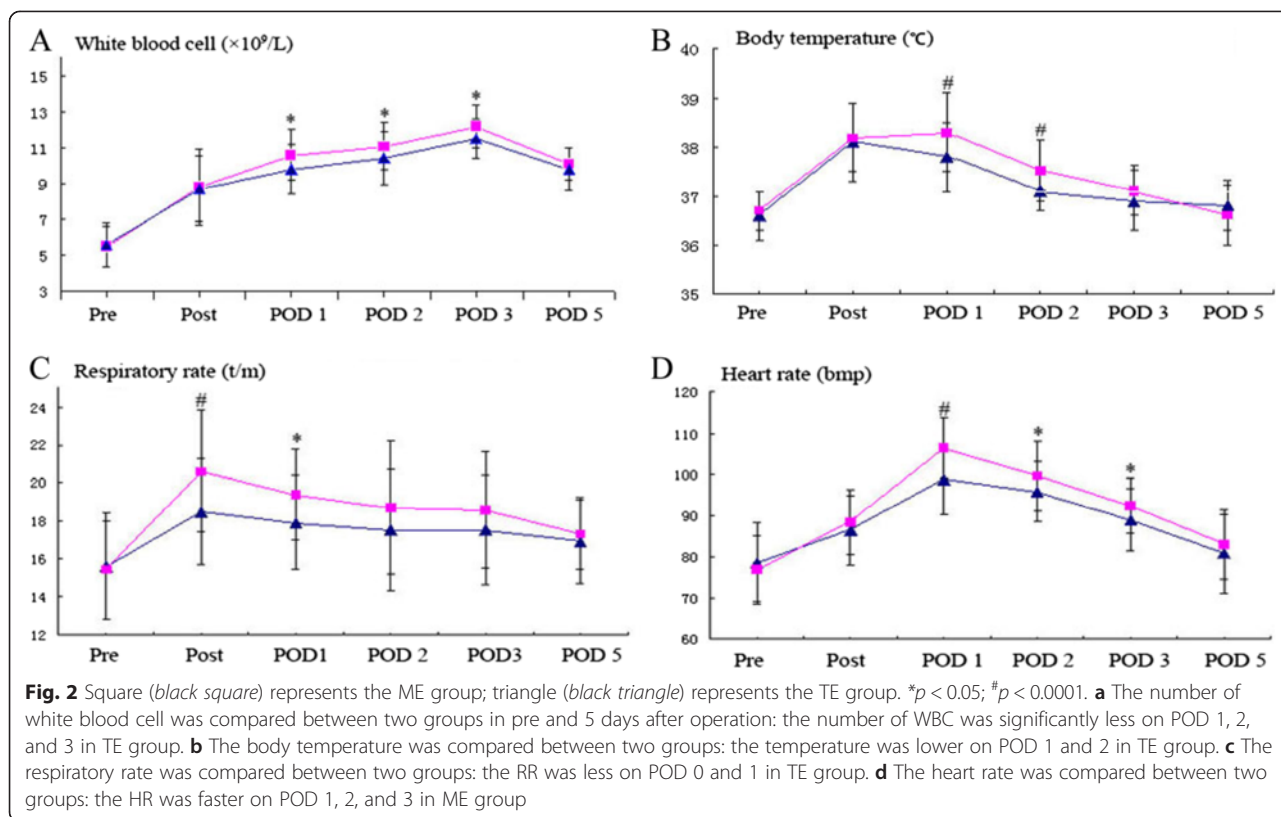 A White blood cell (×10⁹/L)
15
13
11
9
7
5
3
* * *
Pre Post POD 1 POD 2 POD 3 POD 5
B Body temperature (℃)
40
39
38
37
36
35
# #
Pre Post POD 1 POD 2 POD 3 POD 5
C Respiratory rate (t/m)
24
22
20
18
16
14
12
# *
Pre Post POD1 POD 2 POD3 POD 5
D Heart rate (bmp)
120
110
100
90
80
70
60
# * *
Pre Post POD 1 POD 2 POD 3 POD 5
Fig. 2 Square (black square) represents the ME group; triangle (black triangle) represents the TE group. *p < 0.05; #p < 0.0001. a The number of
white blood cell was compared between two groups in pre and 5 days after operation: the number of WBC was significantly less on POD 1, 2,
and 3 in TE group. b The body temperature was compared between two groups: the temperature was lower on POD 1 and 2 in TE group. c The
respiratory rate was compared between two groups: the RR was less on POD 0 and 1 in TE group. d The heart rate was compared between two
groups: the HR was faster on POD 1, 2, and 3 in ME group